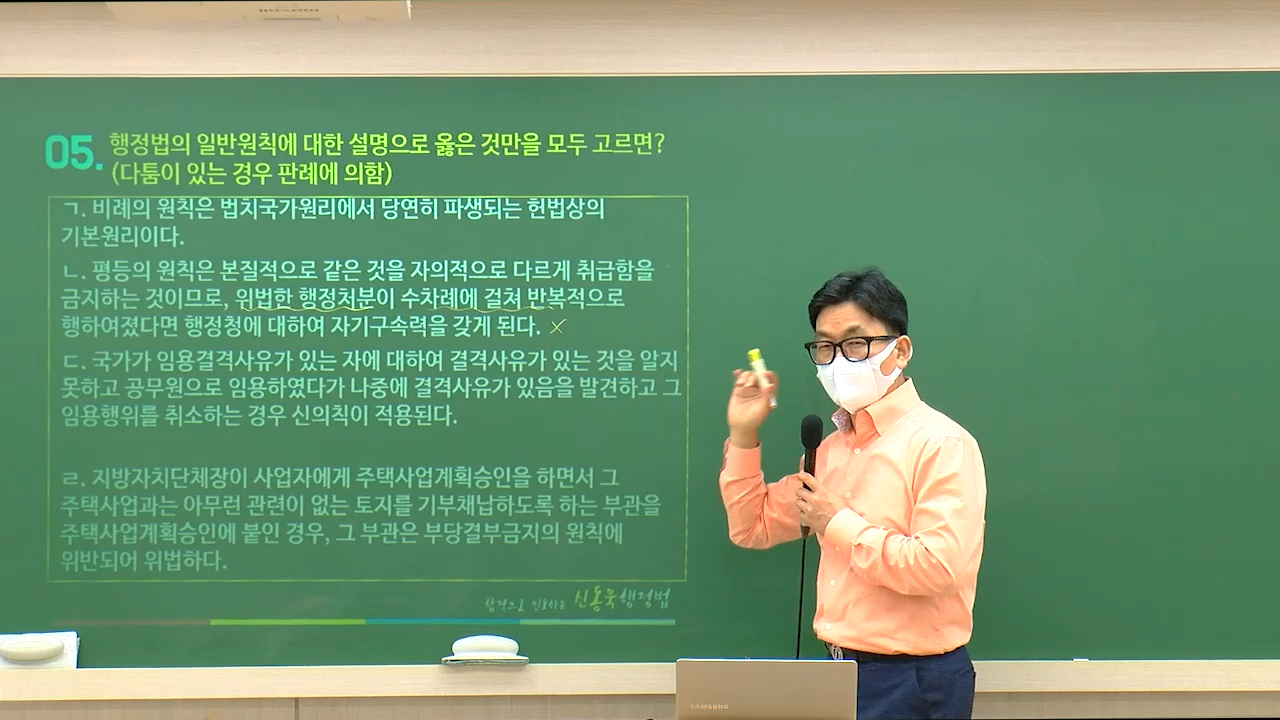 05. 행정법의 일반원칙에 대한 설명으로 옳은 것만을 모두 고르면?
(다툼이 있는 경우 판례에 의함)
ㄱ. 비례의 원칙은 법치국가원리에서 당연히 파생되는 헌법상의
기본원리이다.
ㄴ. 평등의 원칙은 본질적으로 같은 것을 자의적으로 다르게 취급함을
금지하는 것이므로, 위법한 행정처분이 수차례에 걸쳐 반복적으로
행하여졌다면 행정청에 대하여 자기구속력을 갖게 된다. ×
ㄷ. 국가가 임용결격사유가 있는 자에 대하여 결격사유가 있는 것을 알지
못하고 공무원으로 임용하였다가 나중에 결격사유가 있음을 발견하고 그
임용행위를 취소하는 경우 신의칙이 적용된다.
ㄹ. 지방자치단체장이 사업자에게 주택사업계획승인을 하면서 그
주택사업과는 아무런 관련이 없는 토지를 기부채납하도록 하는 부관을
주택사업계획승인에 붙인 경우, 그 부관은 부당결부금지의 원칙에
위반되어 위법하다.
합격으로 인도하는 신동욱행정법
SAMSUNG